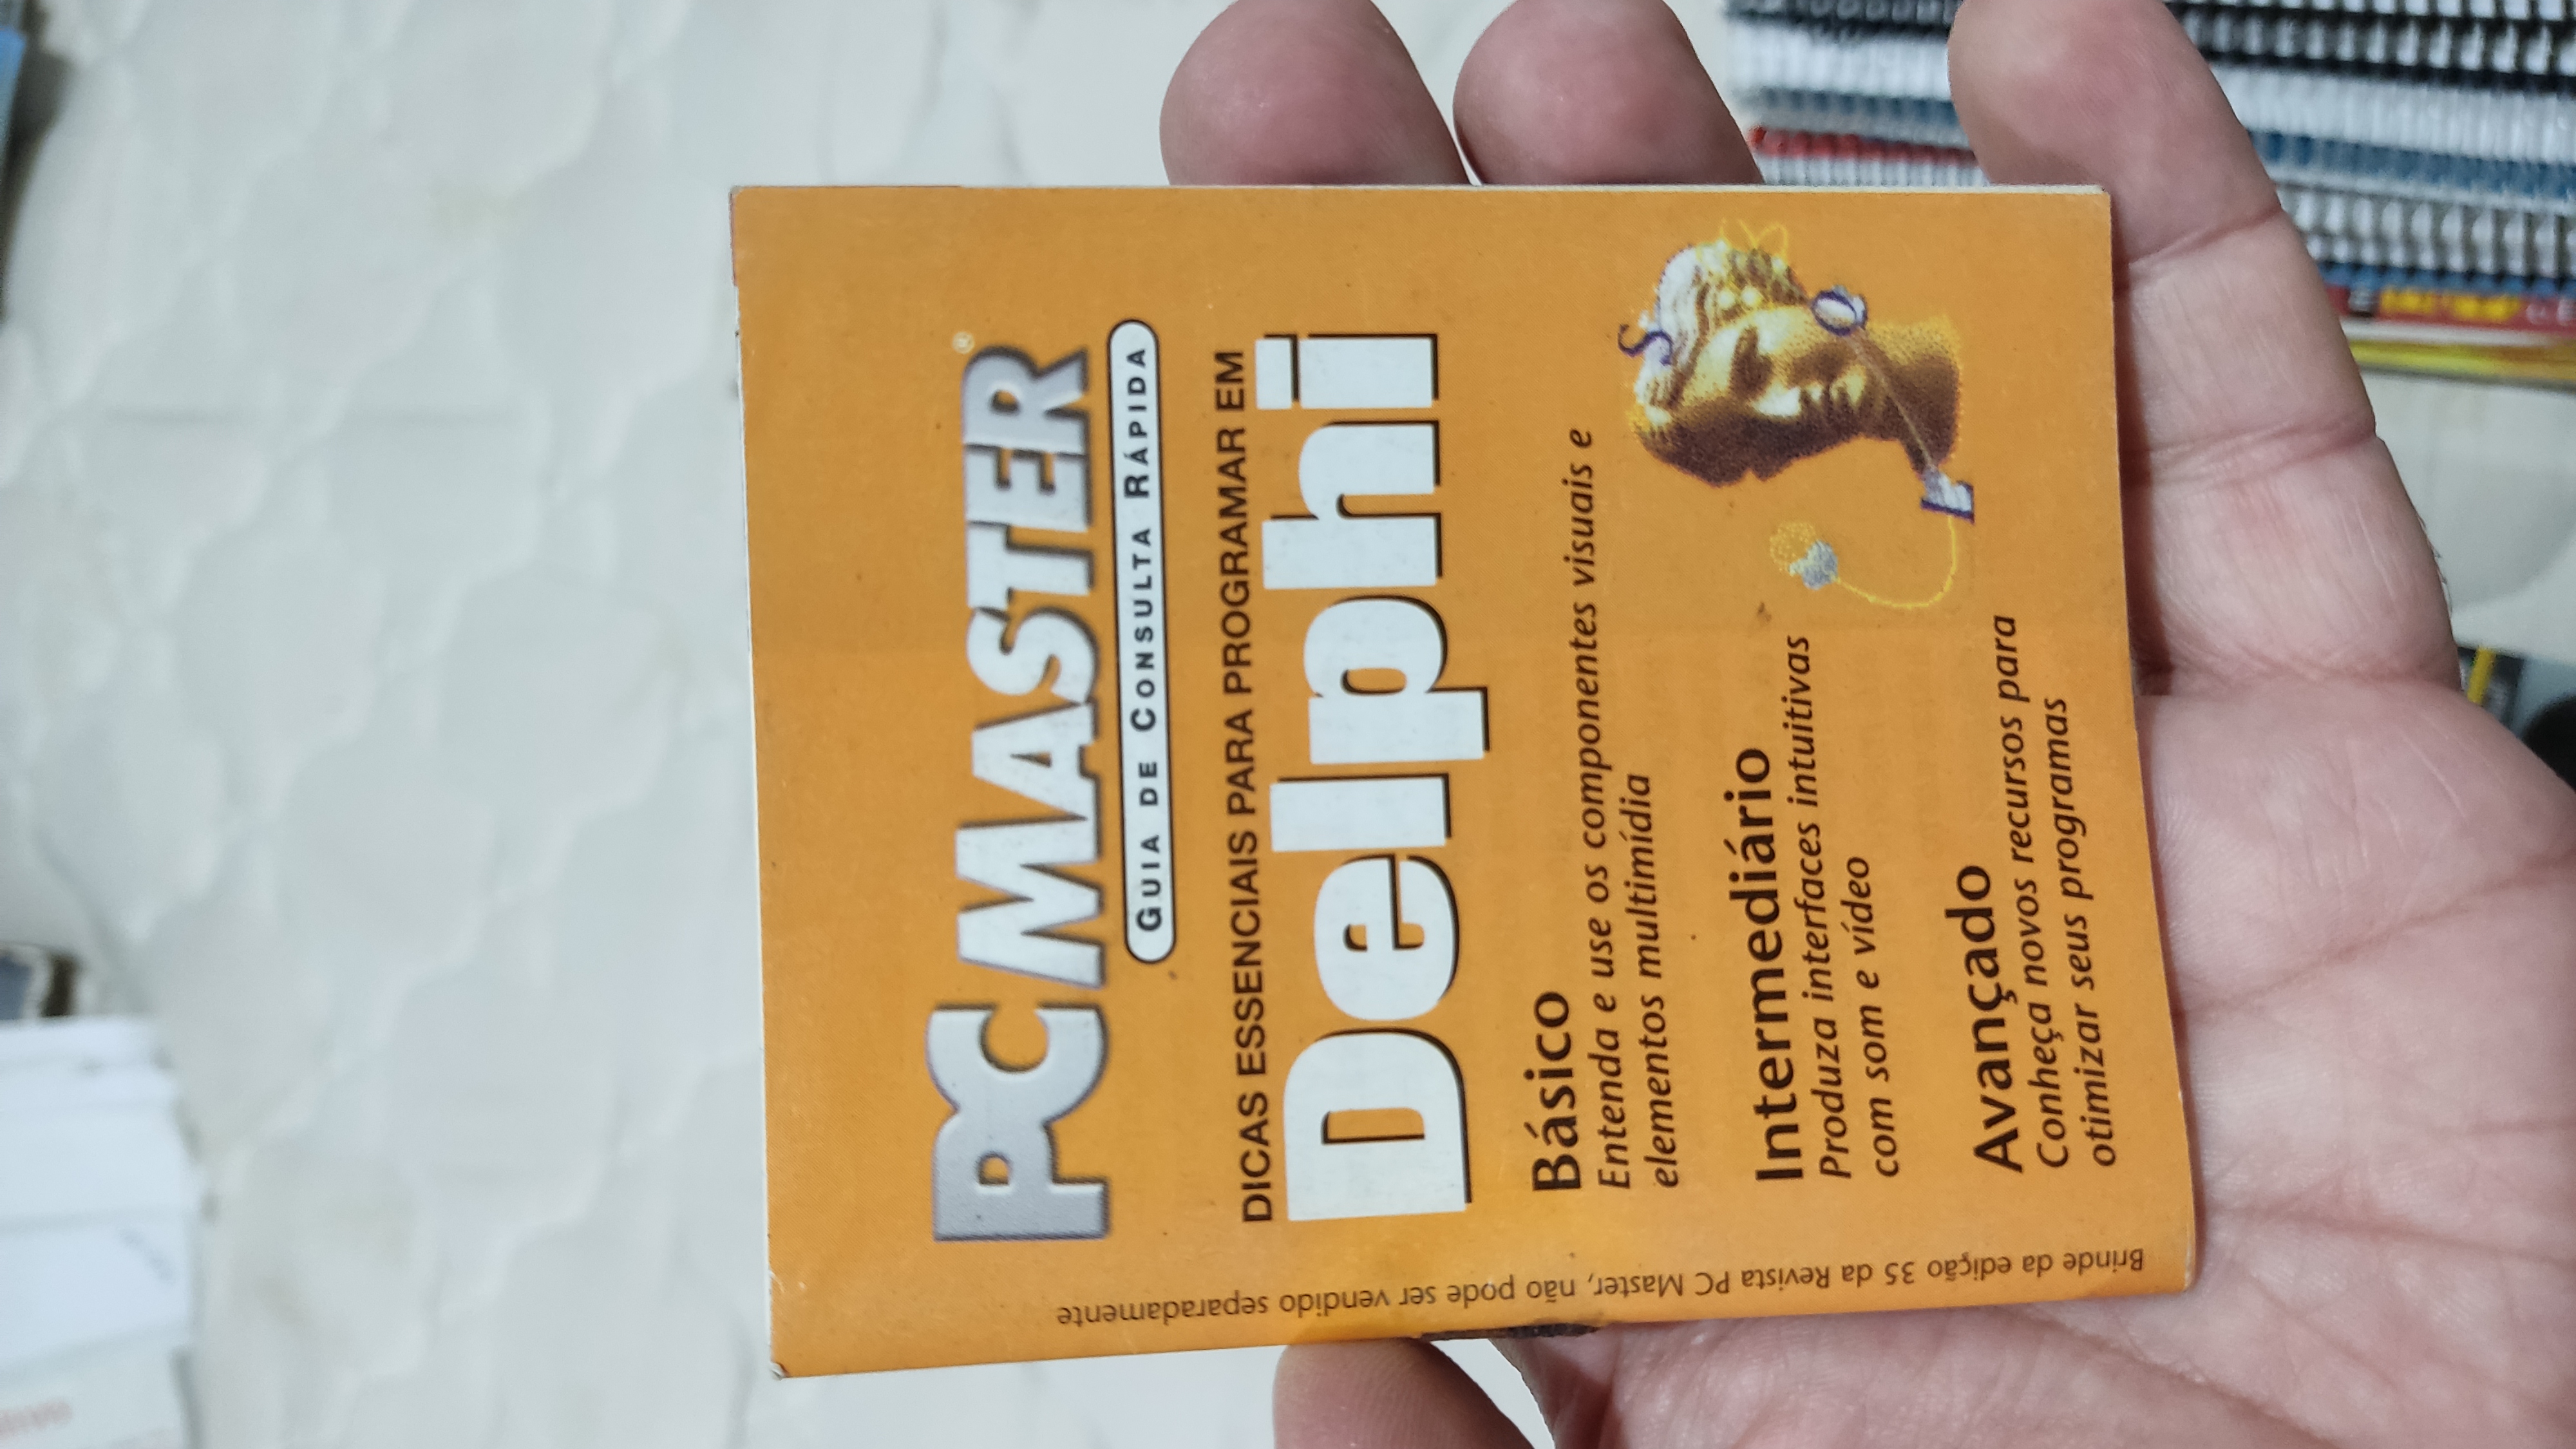 PC MASTER®
GUIA DE CONSULTA RÁPIDA
DICAS ESSENCIAIS PARA PROGRAMAR EM
Delphi
Básico
Entenda e use os componentes visuais e
elementos multimídia
Intermediário
Produza interfaces intuitivas
com som e vídeo
Avançado
Conheça novos recursos para
otimizar seus programas
S
Q
L
Brinde da edição 35 da Revista PC Master, não pode ser vendido separadamente